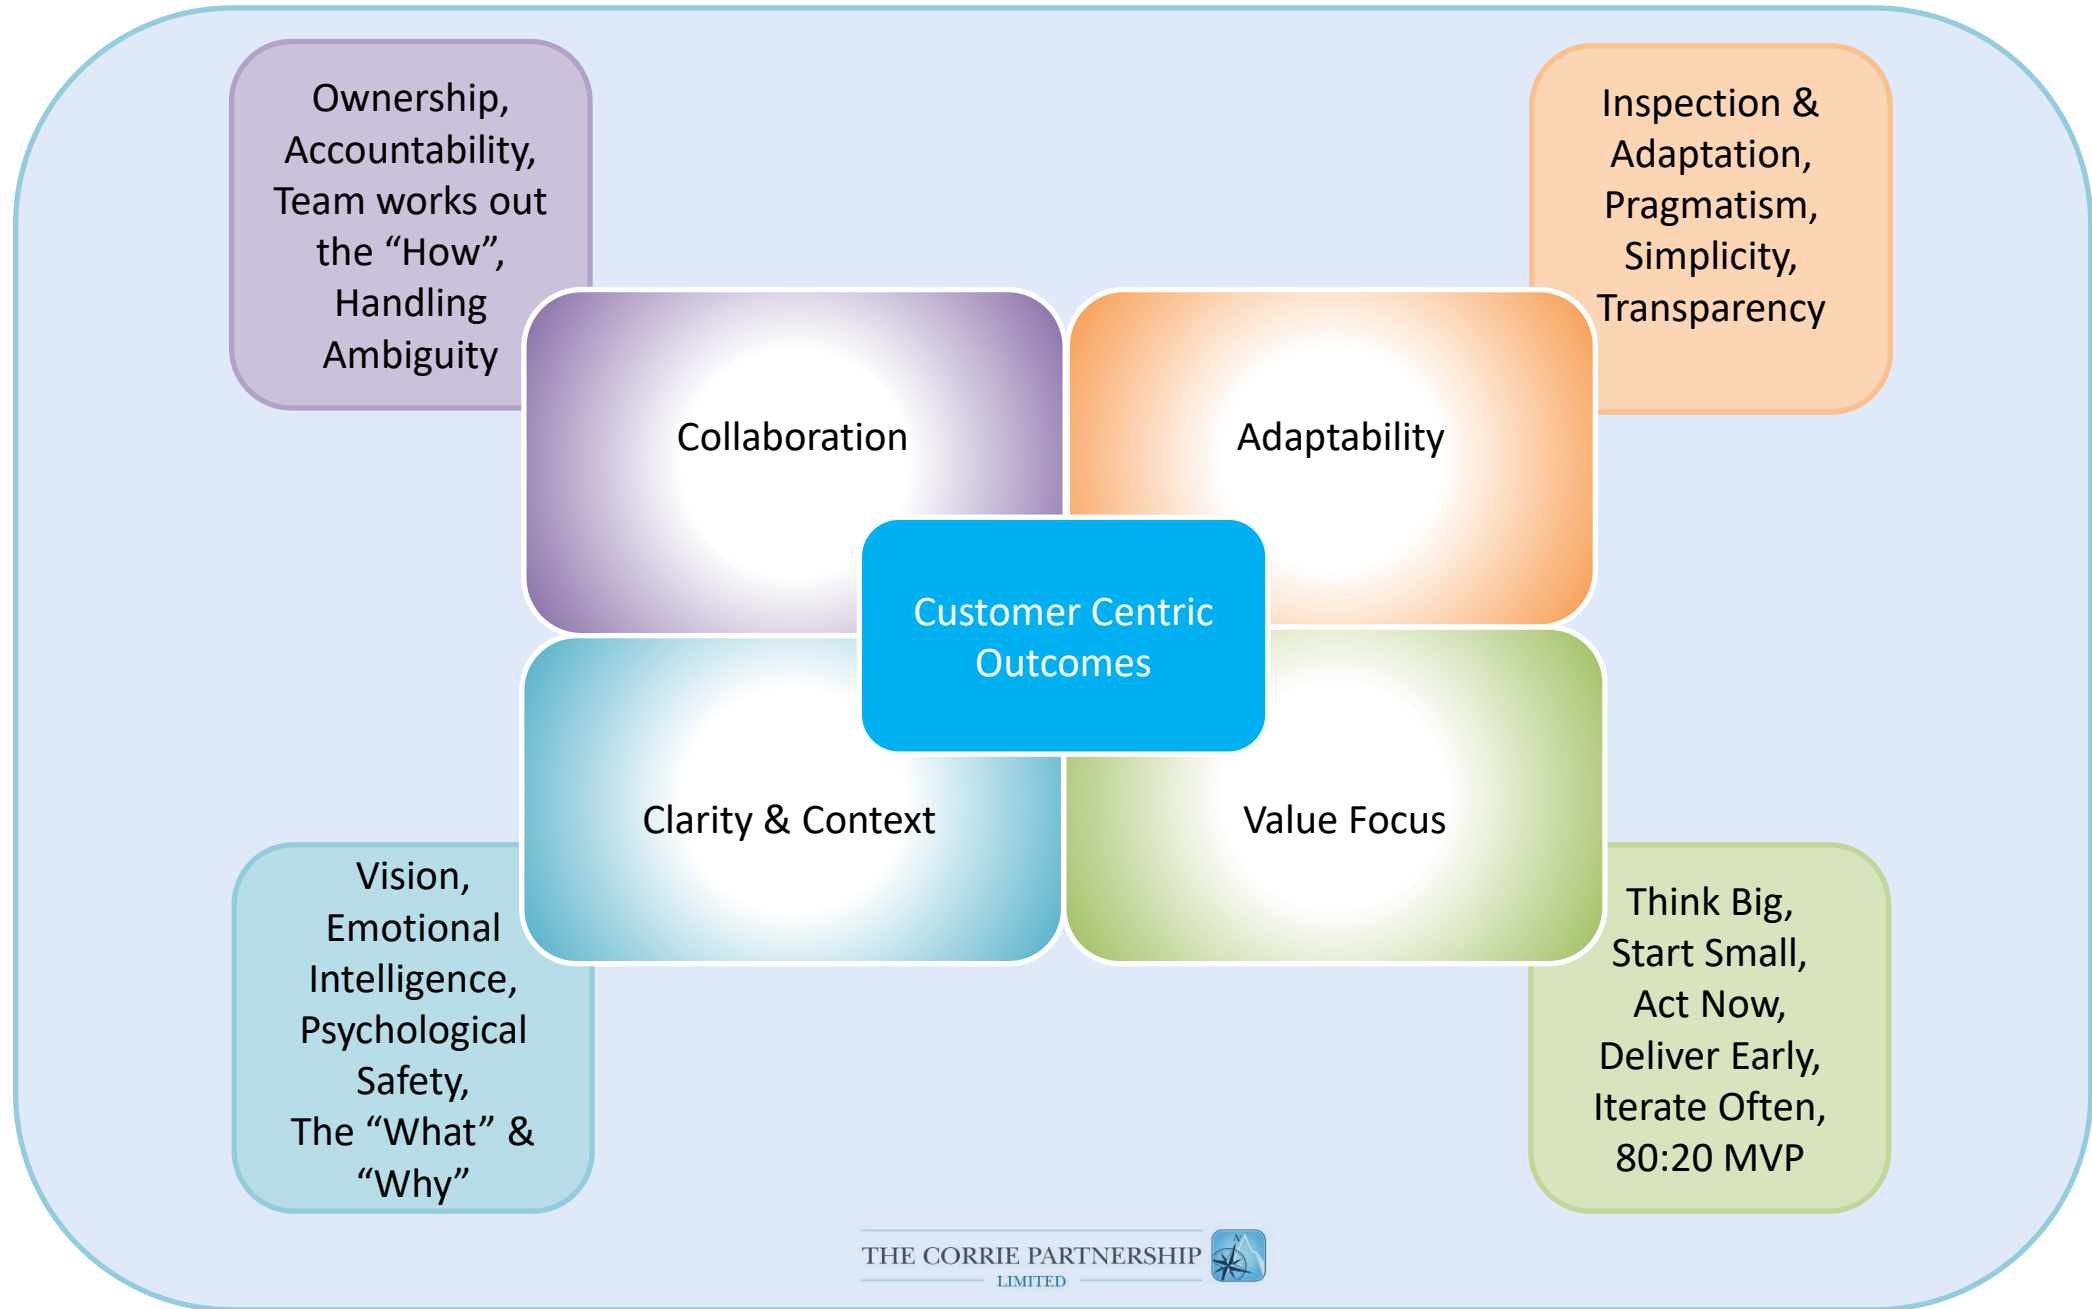 Ownership,
Accountability,
Team works out
the “How”,
Handling
Ambiguity
Inspection &
Adaptation,
Pragmatism,
Simplicity,
Transparency
Collaboration
Adaptability
Customer Centric
Outcomes
Clarity & Context
Value Focus
Vision,
Emotional
Intelligence,
Psychological
Safety,
The “What” &
“Why”
Think Big,
Start Small,
Act Now,
Deliver Early,
Iterate Often,
80:20 MVP
THE CORRIE PARTNERSHIP
LIMITED
N